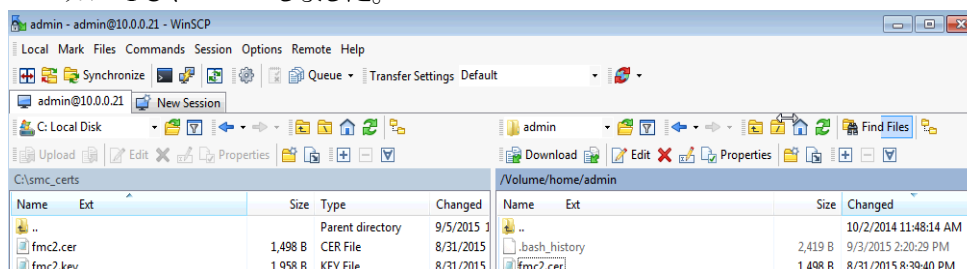 admin - admin@10.0.0.21 - WinSCP
Local Mark Files Commands Session Options Remote Help
Synchronize Queue Transfer Settings Default
admin@10.0.0.21 New Session
C: Local Disk admin Find Files
Upload Edit Properties Download Edit Properties
C:\smc_certs /Volume/home/admin
Name Ext Size Type Changed Name Ext Size Changed
.. Parent directory 9/5/2015 1 .. 10/2/2014 11:48:14 AM
fmc2.cer 1,498 B CER File 8/31/2015 .bash_history 2,419 B 9/3/2015 2:20:29 PM
fmc2.key 1,958 B KEY File 8/31/2015 fmc2.cer 1,498 B 8/31/2015 8:39:40 PM